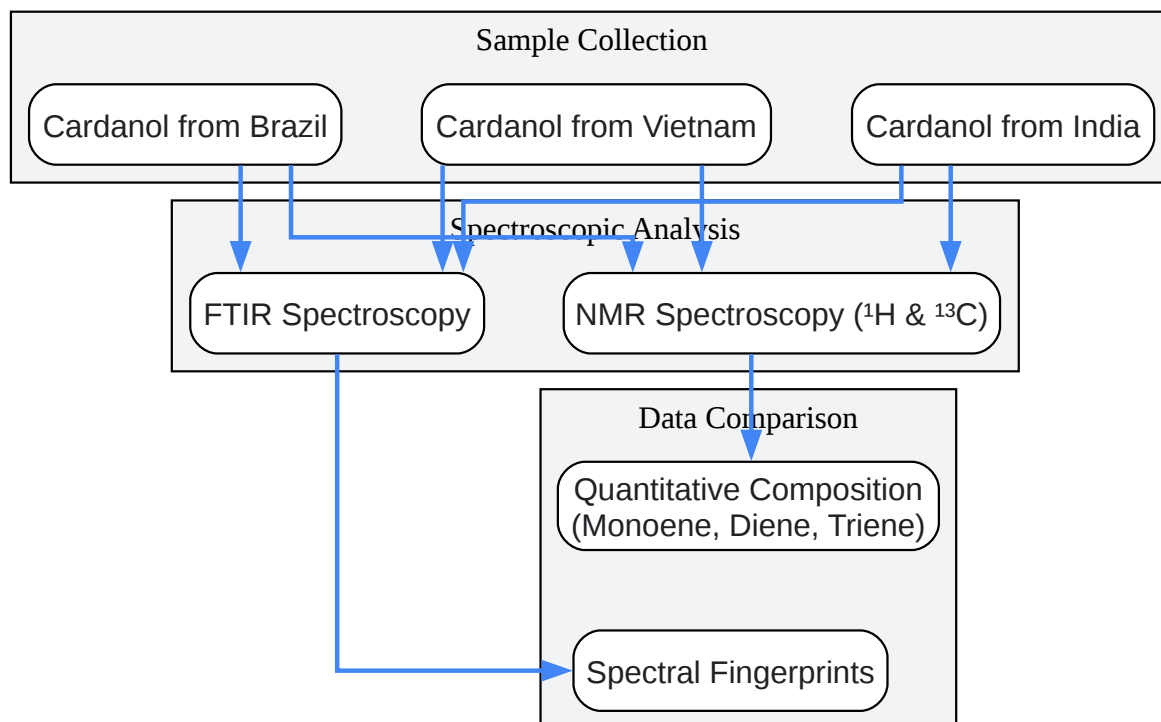 Sample Collection
Cardanol from Brazil
Cardanol from Vietnam
Cardanol from India
Spectroscopic Analysis
FTIR Spectroscopy
NMR Spectroscopy (¹H & ¹³C)
Data Comparison
Quantitative Composition
(Monoene, Diene, Triene)
Spectral Fingerprints